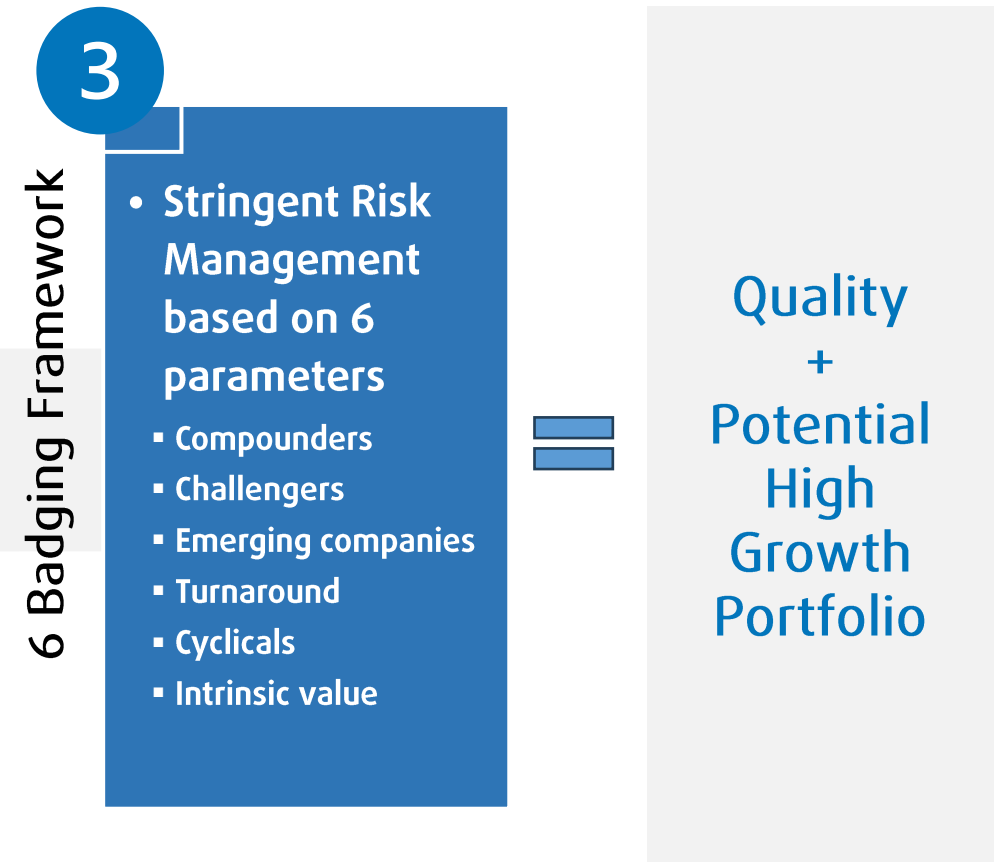 3
6 Badging Framework
• Stringent Risk
Management
based on 6
parameters
▪ Compounders
▪ Challengers
▪ Emerging companies
▪ Turnaround
▪ Cyclicals
▪ Intrinsic value
Quality
+
Potential
High
Growth
Portfolio